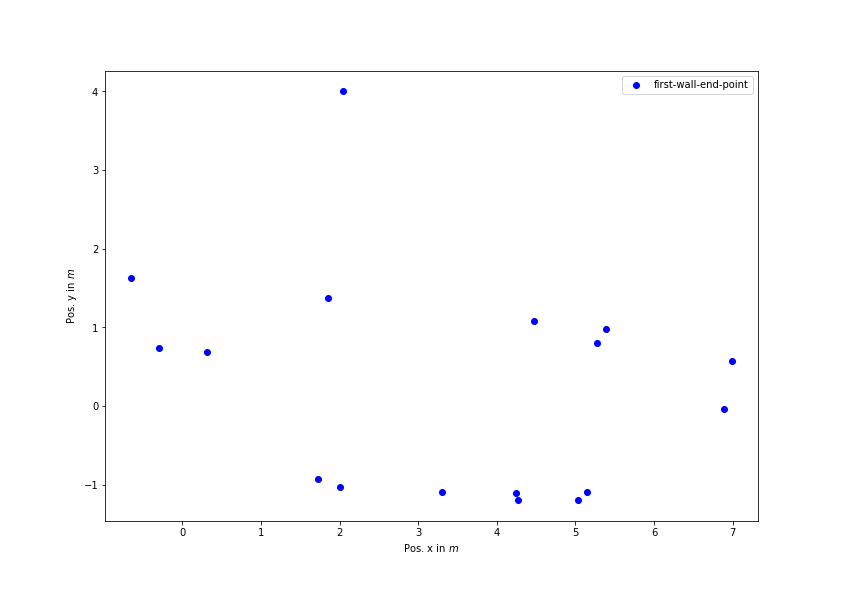 first-wall-end-point
4
3
2
1
0
−1
Pos. y in m
0 1 2 3 4 5 6 7
Pos. x in m